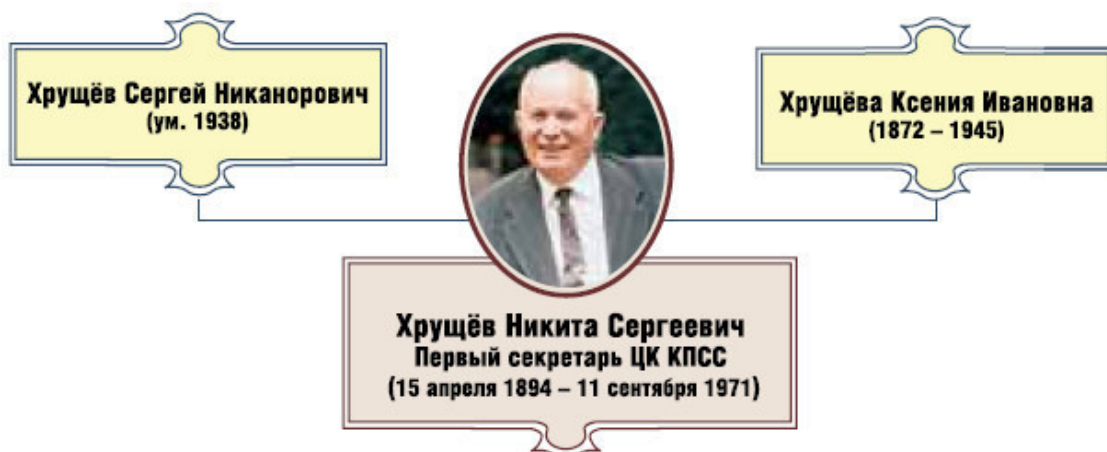 Хрущёв Сергей Никанорович
(ум. 1938)
Хрущёва Ксения Ивановна
(1872 – 1945)
Хрущёв Никита Сергеевич
Первый секретарь ЦК КПСС
(15 апреля 1894 – 11 сентября 1971)